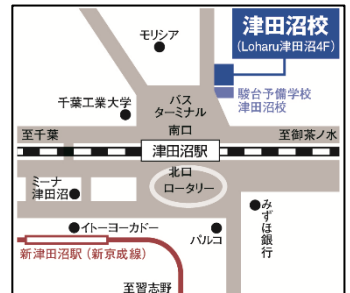 モリシア
津田沼校
(Loharu津田沼4F)
駿台予備学校
津田沼校
千葉工業大学
バス
ターミナル
至千葉
南口
至御茶ノ水
津田沼駅
北口
ロータリー
ミーナ
津田沼
みずほ銀行
イトーヨーカドー
パルコ
新津田沼駅(新京成線)
至習志野